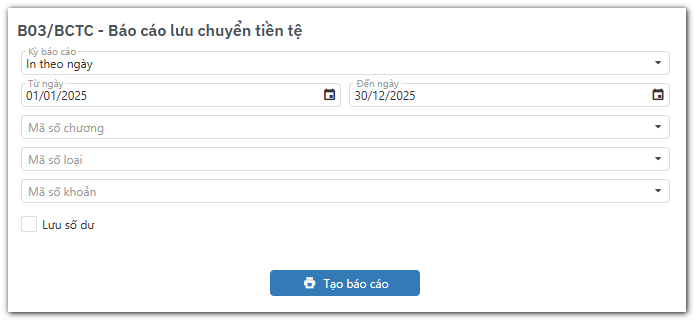 B03/BCTC - Báo cáo lưu chuyển tiền tệ
Kỳ báo cáo
In theo ngày
Từ ngày
01/01/2025
Đến ngày
30/12/2025
Mã số chương
Mã số loại
Mã số khoản
Lưu số dư
Tạo báo cáo